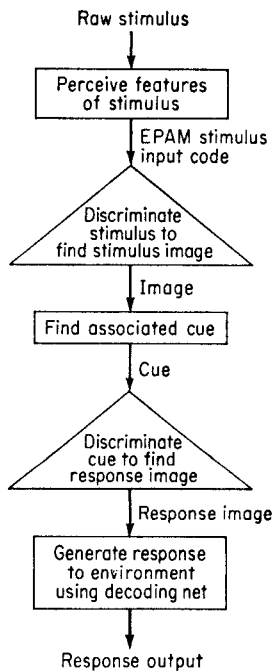 Raw stimulus
Perceive features
of stimulus
EPAM stimulus
input code
Discriminate
stimulus to
find stimulus image
Image
Find associated cue
Cue
Discriminate
cue to find
response image
Response image
Generate response
to environment
using decoding net
Response output